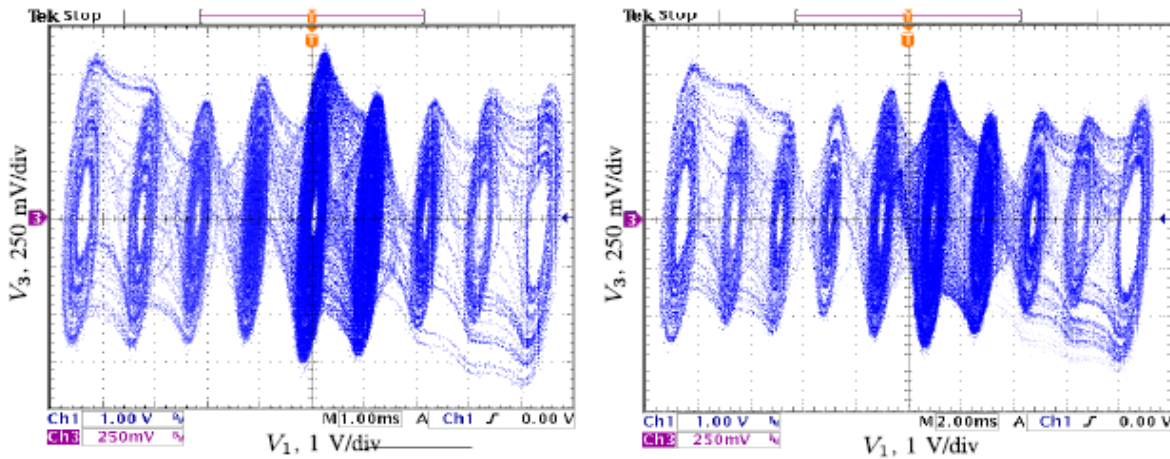 Tek Stop
T
T
3
V3, 250 mV/div
Ch1 1.00 V M 1.00ms A Ch1 0.00 V
Ch3 250mV
V1, 1 V/div
Tek Stop
T
T
3
V3, 250 mV/div
Ch1 1.00 V M 2.00ms A Ch1 0.00 V
Ch3 250mV
V1, 1 V/div